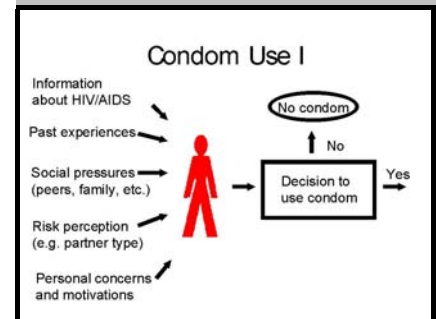 Condom Use I
Information
about HIV/AIDS
Past experiences
Social pressures
(peers, family, etc.)
Risk perception
(e.g. partner type)
Personal concerns
and motivations
No condom
No
Decision to
use condom
Yes